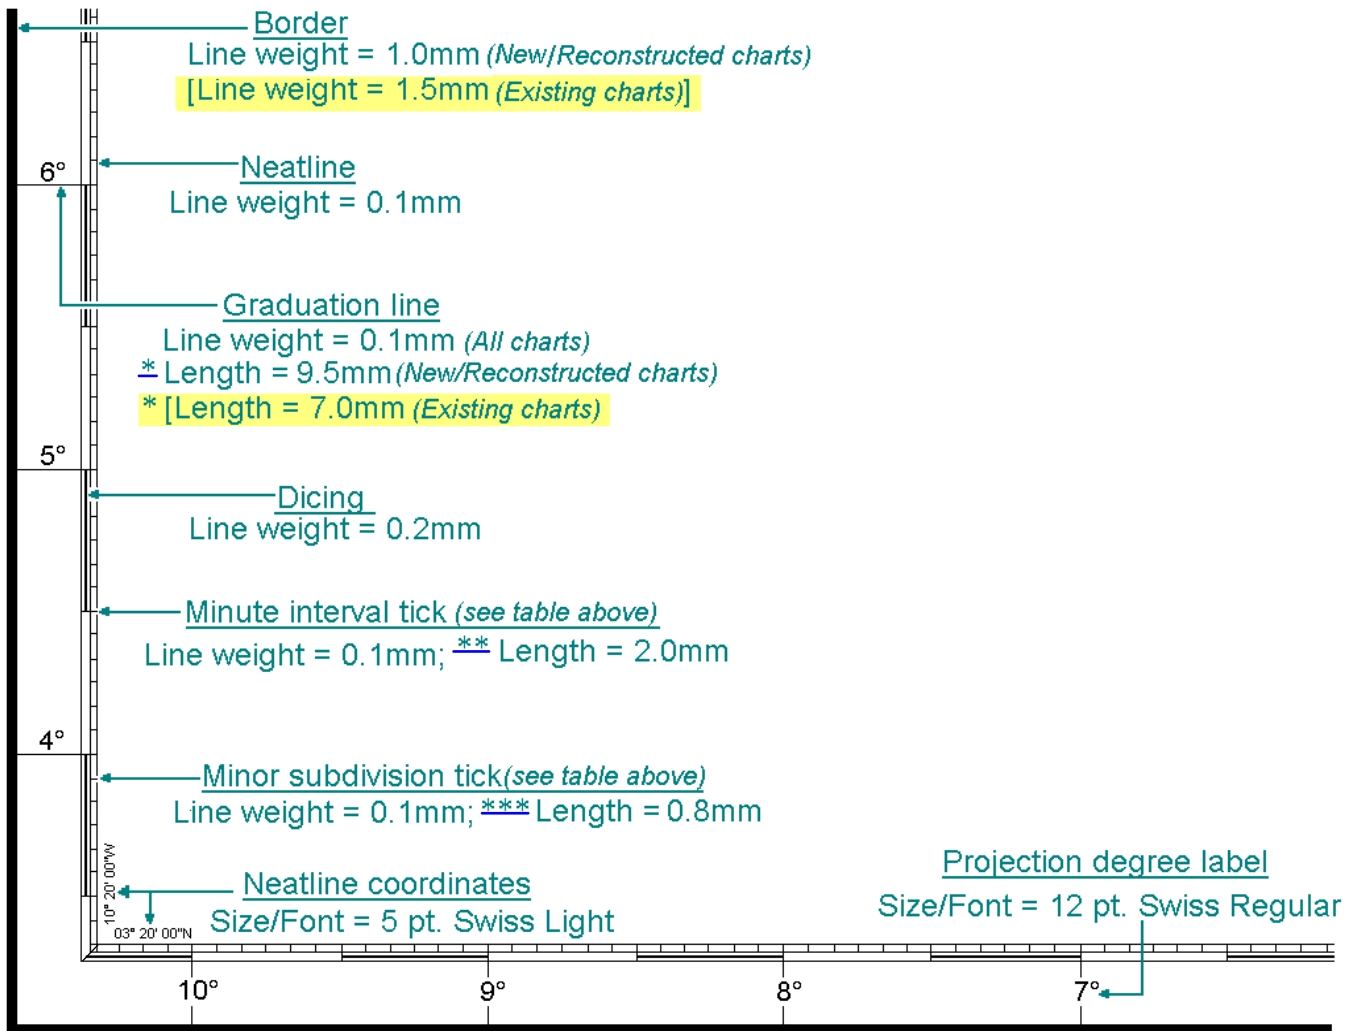 Border
Line weight = 1.0mm (New/Reconstructed charts)
[Line weight = 1.5mm (Existing charts)]
Neatline
6°
Line weight = 0.1mm
Graduation line
Line weight = 0.1mm (All charts)
* Length = 9.5mm (New/Reconstructed charts)
* [Length = 7.0mm (Existing charts)
5°
Dicing
Line weight = 0.2mm
Minute interval tick (see table above)
Line weight = 0.1mm; ** Length = 2.0mm
4°
Minor subdivision tick(see table above)
Line weight = 0.1mm; *** Length = 0.8mm
10° 20' 00"W
Neatline coordinates
Size/Font = 5 pt. Swiss Light
03° 20' 00"N
Projection degree label
Size/Font = 12 pt. Swiss Regular
10° 9° 8° 7°